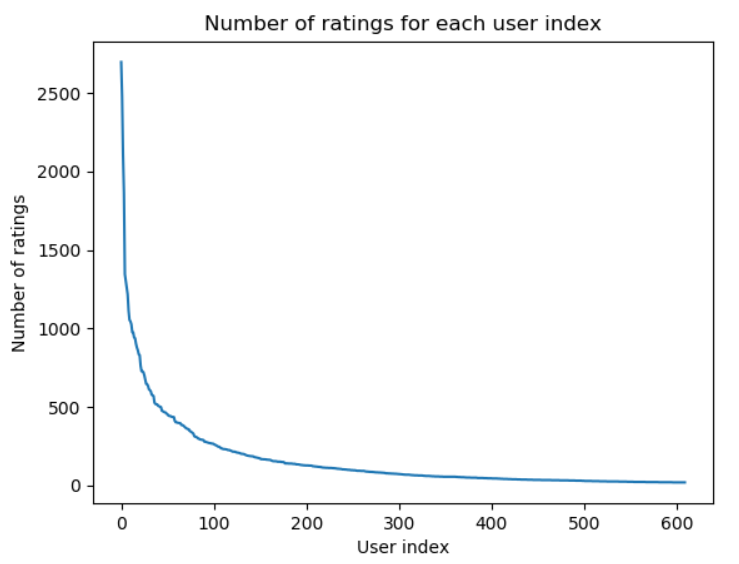 Number of ratings for each user index
Number of ratings
2500
2000
1500
1000
500
0
0 100 200 300 400 500 600
User index